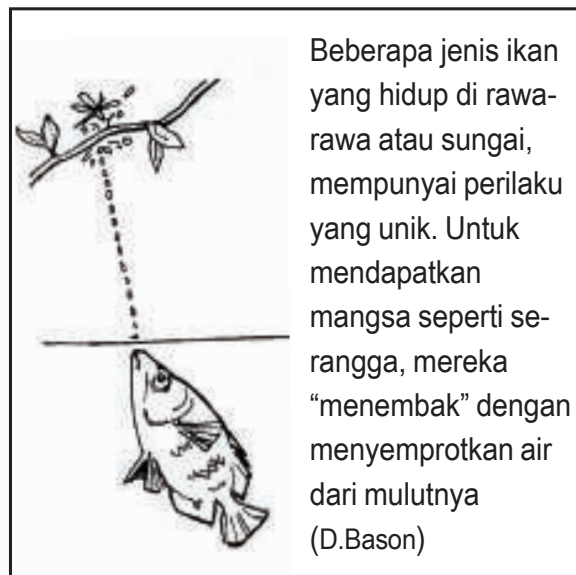 Beberapa jenis ikan
yang hidup di rawa-
rawa atau sungai,
mempunyai perilaku
yang unik. Untuk
mendapatkan
mangsa seperti se-
rangga, mereka
“menembak” dengan
menyemprotkan air
dari mulutnya
(D.Bason)